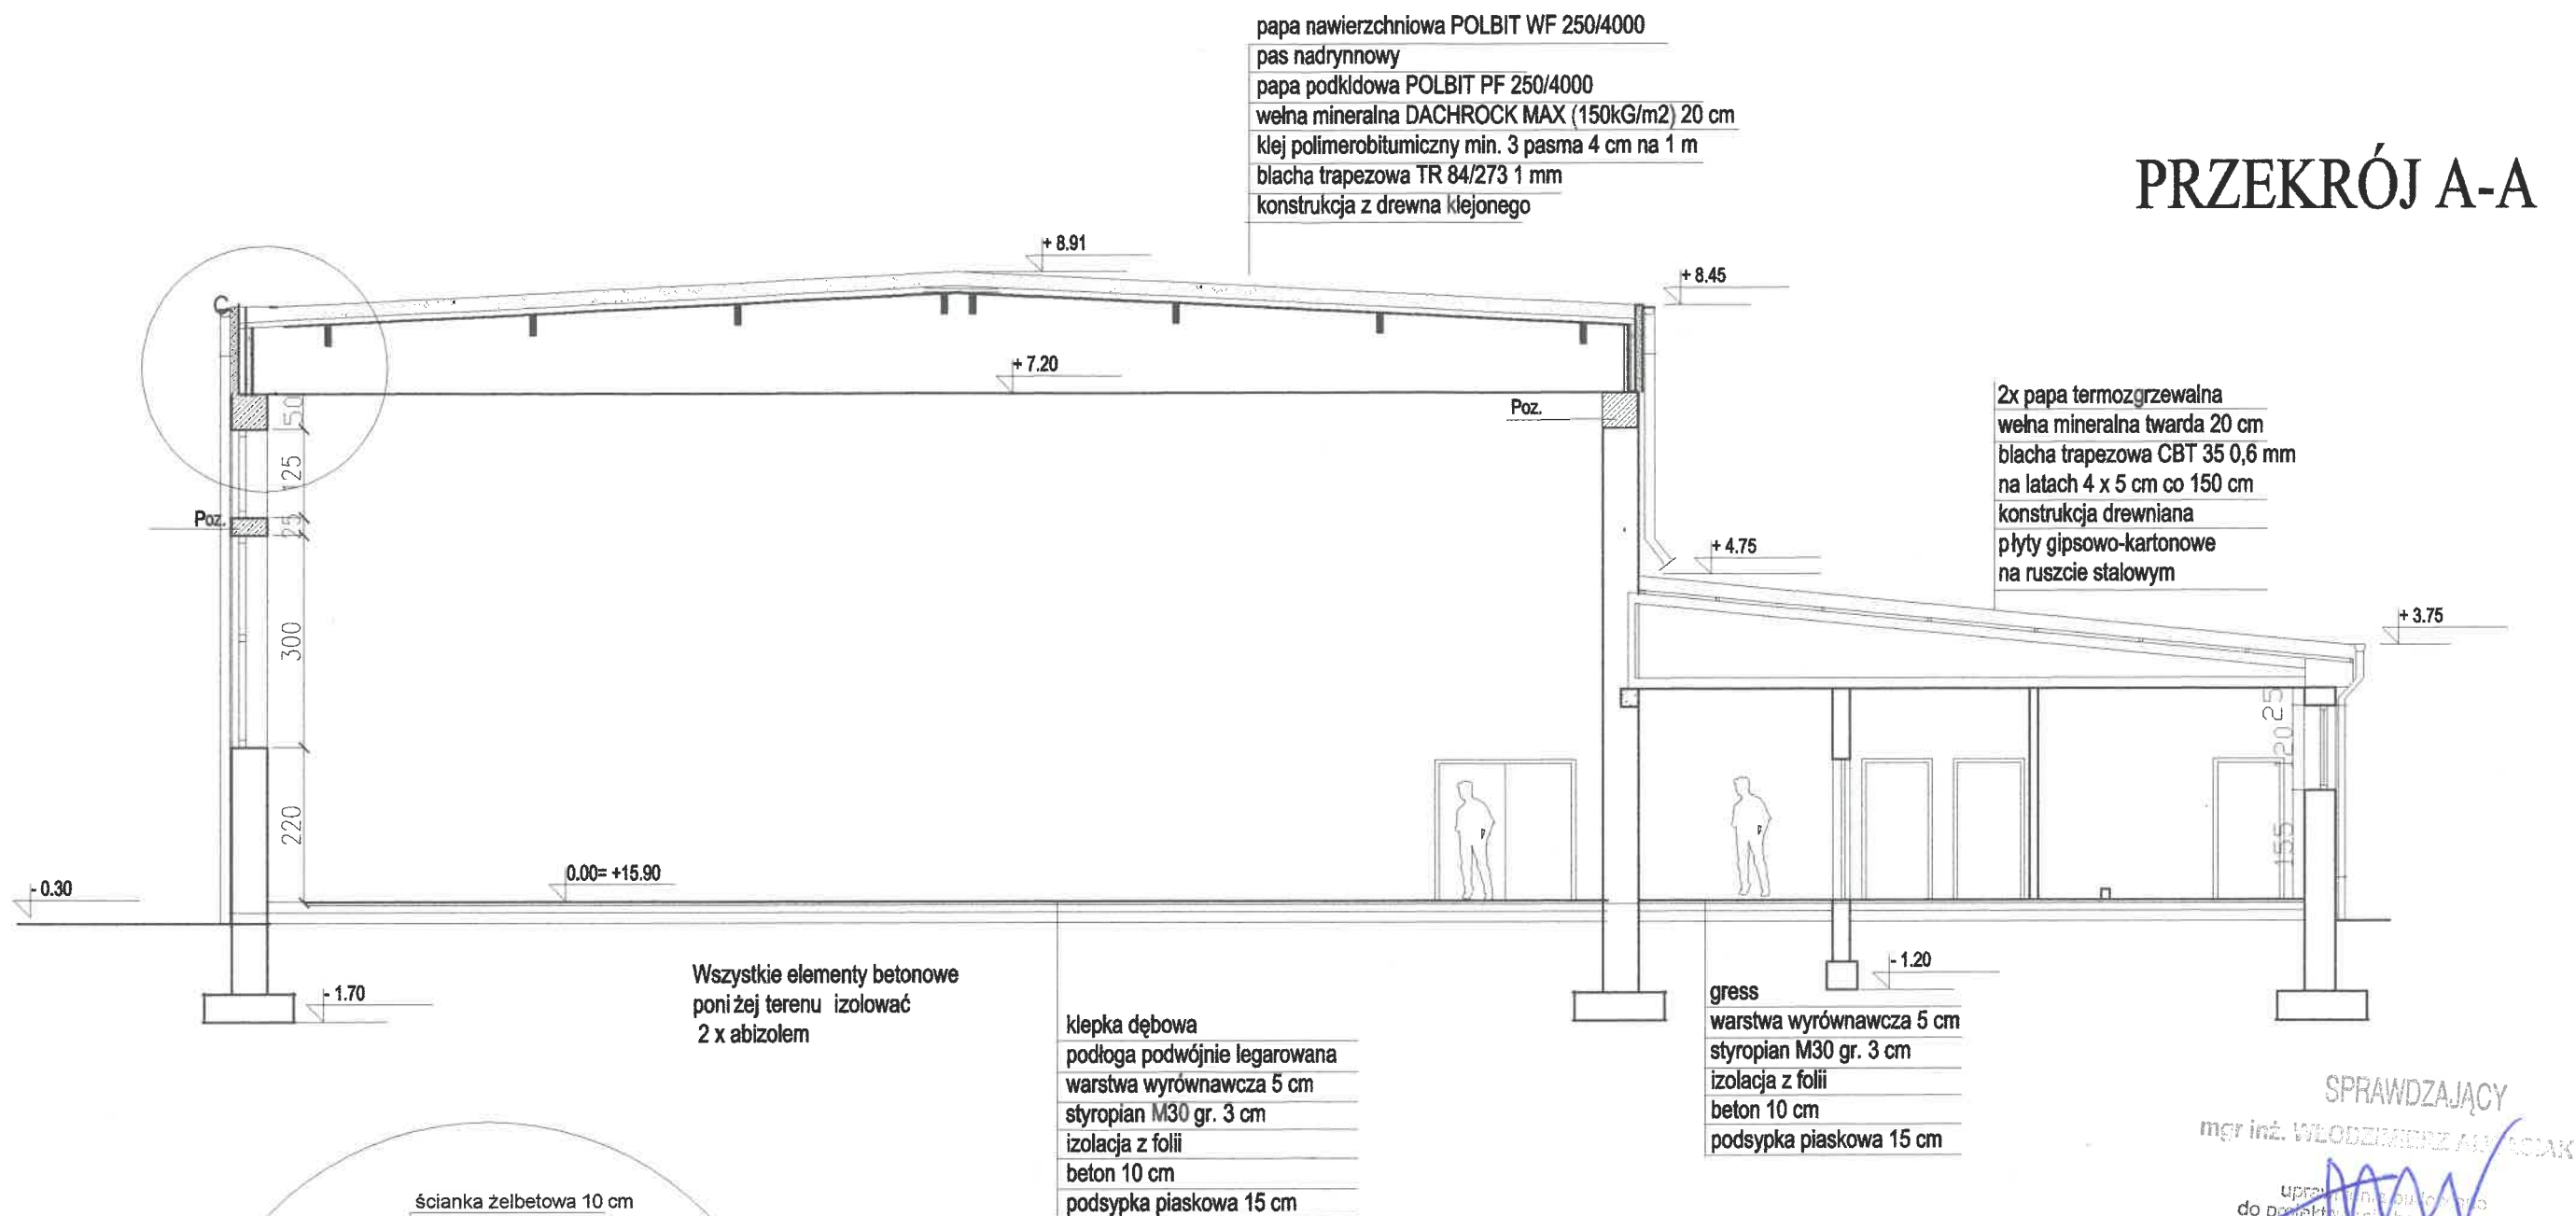 papa nawierzchniowa POLBIT WF 250/4000
pas nadrynnowy
papa podkldowa POLBIT PF 250/4000
wełna mineralna DACHROCK MAX (150kG/m2) 20 cm
klej polimerobitumiczny min. 3 pasma 4 cm na 1 m
blacha trapezowa TR 84/273 1 mm
konstrukcja z drewna klejonego
PRZEKRÓJ A-A
+ 8.91
+ 8.45
+ 7.20
Poz.
2x papa termozgrzewalna
wełna mineralna twarda 20 cm
blacha trapezowa CBT 35 0,6 mm
na latach 4 x 5 cm co 150 cm
konstrukcja drewniana
płyty gipsowo-kartonowe
na ruszcie stalowym
50
125
Poz.
25
300
220
+ 4.75
+ 3.75
25
120
155
- 0.30
0.00= +15.90
- 1.70
- 1.20
Wszystkie elementy betonowe
poniżej terenu izolować
2 x abizolem
klepka dębowa
podłoga podwójnie legarowana
warstwa wyrównawcza 5 cm
styropian M30 gr. 3 cm
izolacja z folii
beton 10 cm
podsypka piaskowa 15 cm
gress
warstwa wyrównawcza 5 cm
styropian M30 gr. 3 cm
izolacja z folii
beton 10 cm
podsypka piaskowa 15 cm
ścianka żelbetowa 10 cm
SPRAWDZAJĄCY
mgr inż. WŁODZIMIERZ